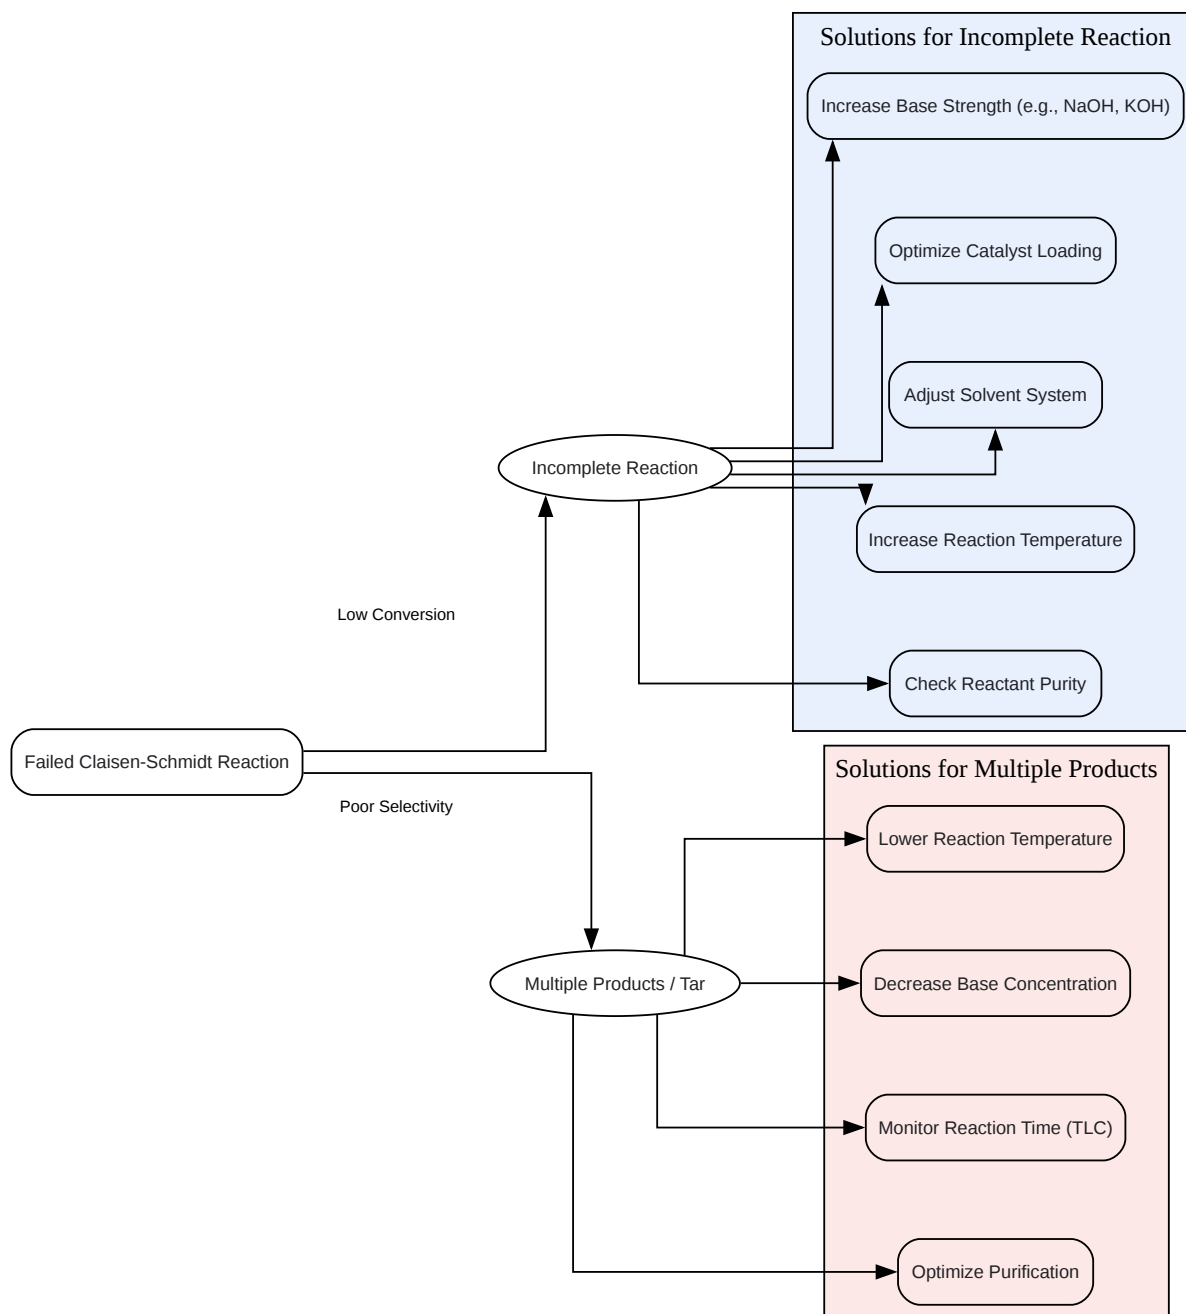 Solutions for Incomplete Reaction
Increase Base Strength (e.g., NaOH, KOH)
Optimize Catalyst Loading
Adjust Solvent System
Incomplete Reaction
Increase Reaction Temperature
Low Conversion
Check Reactant Purity
Failed Claisen-Schmidt Reaction
Poor Selectivity
Solutions for Multiple Products
Lower Reaction Temperature
Multiple Products / Tar
Decrease Base Concentration
Monitor Reaction Time (TLC)
Optimize Purification